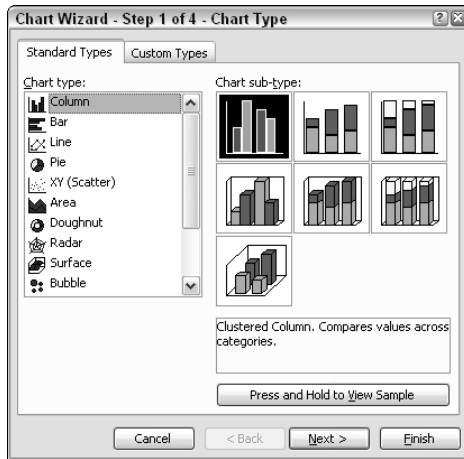 Chart Wizard - Step 1 of 4 - Chart Type
Standard Types
Custom Types
Chart type:
Column
Bar
Line
Pie
XY (Scatter)
Area
Doughnut
Radar
Surface
Bubble
Chart sub-type:
Clustered Column. Compares values across
categories.
Press and Hold to View Sample
Cancel
< Back
Next >
Finish